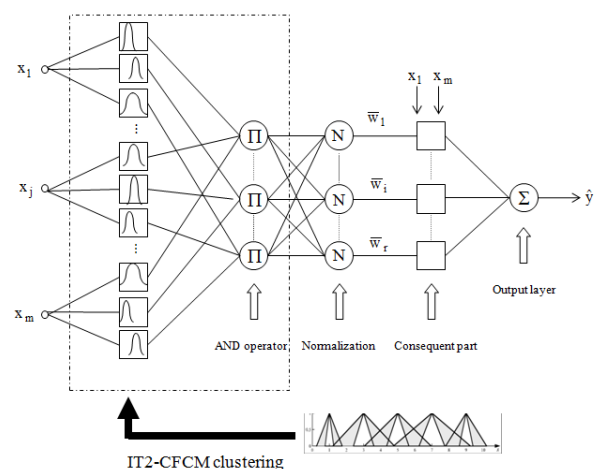 x1
xj
xm
Π
Π
Π
N
N
N
w̅1
w̅i
w̅r
x1 xm
Σ
ŷ
AND operator
Normalization
Consequent part
Output layer
IT2-CFCM clustering